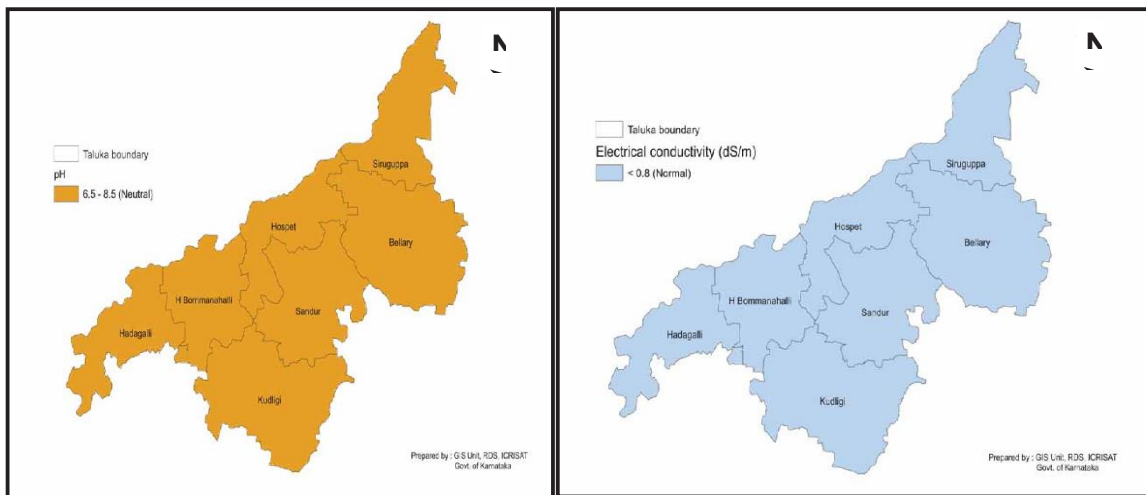 N
Taluka boundary
pH
6.5 - 8.5 (Neutral)
Siruguppa
Hospet
Bellary
H Bommanahalli
Sandur
Hadagalli
Kudligi
Prepared by : GIS Unit, RDS, ICRISAT
Govt. of Karnataka
N
Taluka boundary
Electrical conductivity (dS/m)
< 0.8 (Normal)
Siruguppa
Hospet
Bellary
H Bommanahalli
Sandur
Hadagalli
Kudligi
Prepared by : GIS Unit, RDS, ICRISAT
Govt. of Karnataka